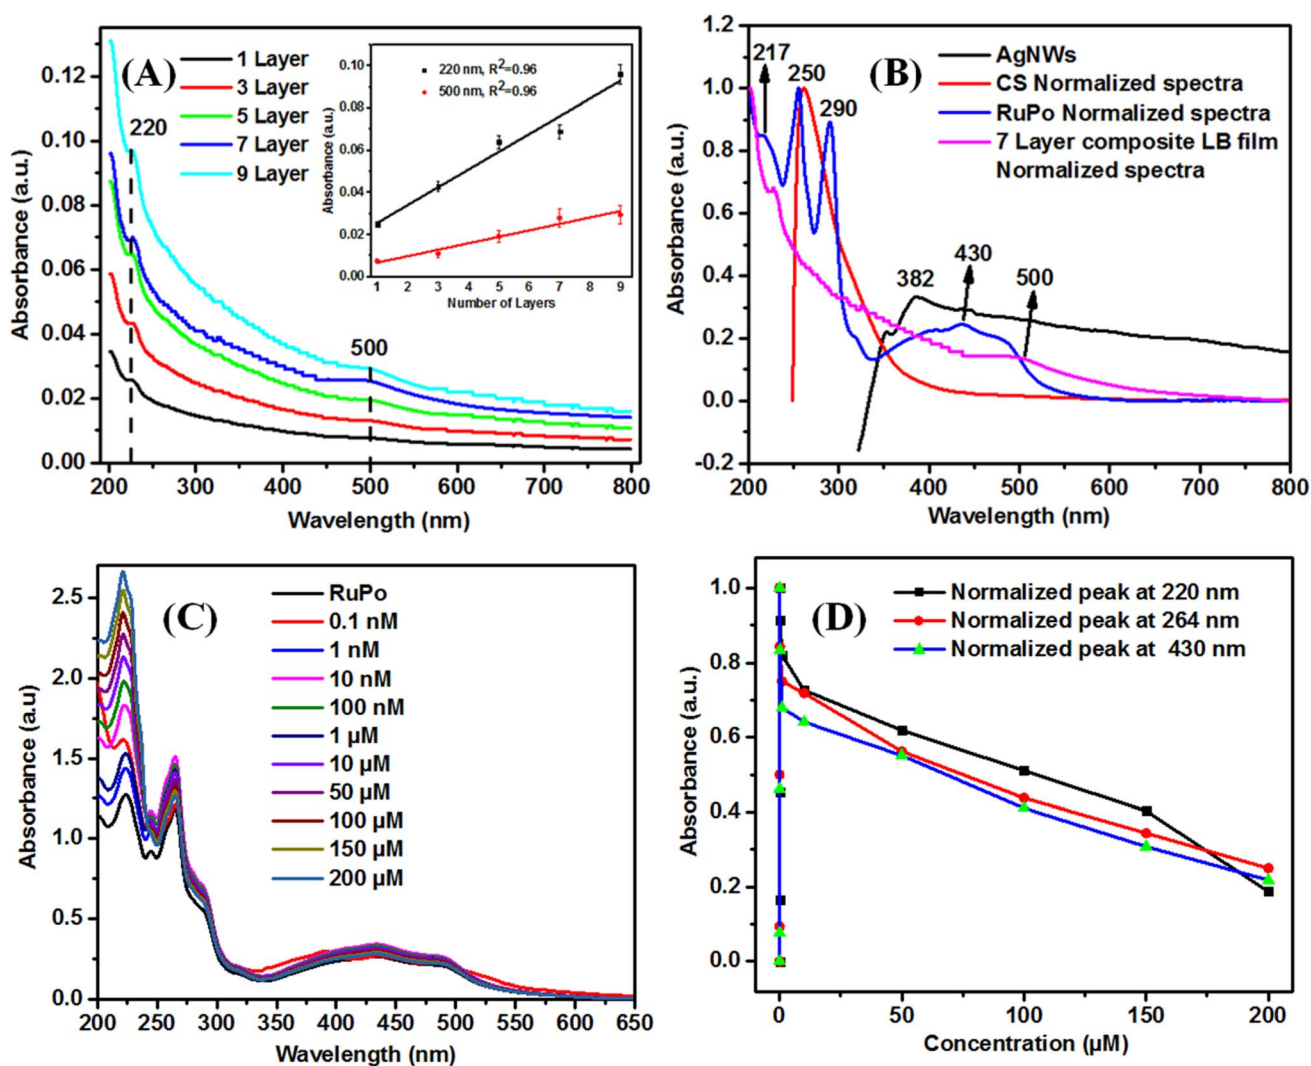 (A)
1 Layer
3 Layer
5 Layer
7 Layer
9 Layer
220
500
0.12
0.10
0.08
0.06
0.04
0.02
0.00
Absorbance (a.u.)
200 300 400 500 600 700 800
Wavelength (nm)
220 nm, R²=0.96
500 nm, R²=0.96
0.10
0.08
0.06
0.04
0.02
0.00
Absorbance (a.u.)
1 2 3 4 5 6 7 8 9
Number of Layers
(B)
AgNWs
CS Normalized spectra
RuPo Normalized spectra
7 Layer composite LB film
Normalized spectra
217
250
290
382
430
500
1.2
1.0
0.8
0.6
0.4
0.2
0.0
-0.2
Absorbance (a.u.)
200 300 400 500 600 700 800
Wavelength (nm)
(C)
RuPo
0.1 nM
1 nM
10 nM
100 nM
1 µM
10 µM
50 µM
100 µM
150 µM
200 µM
2.5
2.0
1.5
1.0
0.5
0.0
Absorbance (a.u)
200 250 300 350 400 450 500 550 600 650
Wavelength (nm)
(D)
Normalized peak at 220 nm
Normalized peak at 264 nm
Normalized peak at 430 nm
1.0
0.8
0.6
0.4
0.2
0.0
Absorbance (a.u.)
0 50 100 150 200
Concentration (µM)